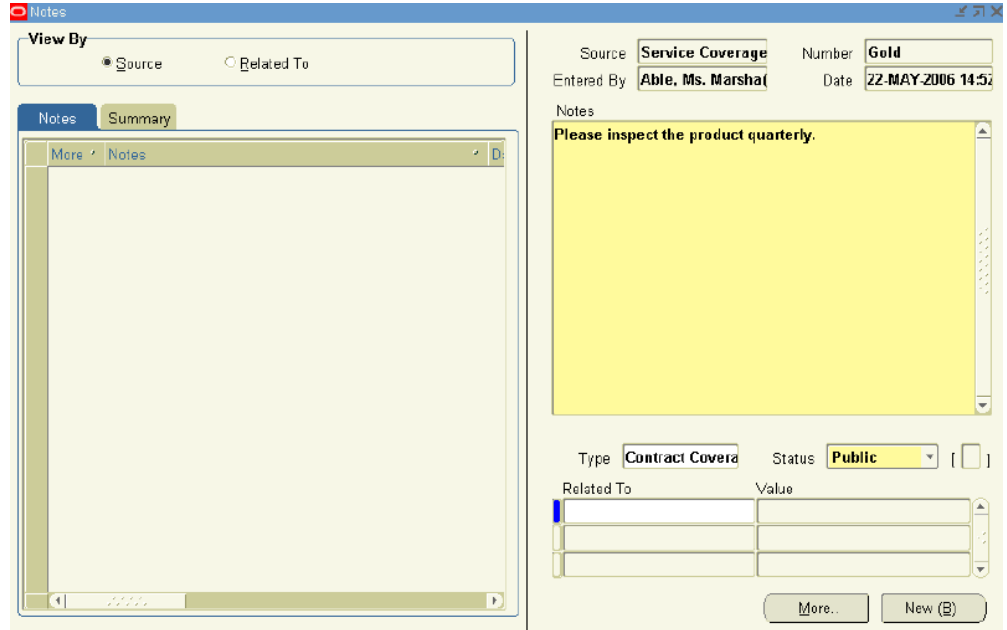 Notes
View By
Source
Related To
Notes
Summary
More
Notes
Source
Service Coverage
Number
Gold
Entered By
Able, Ms. Marsha(
Date
22-MAY-2006 14:52
Notes
Please inspect the product quarterly.
Type
Contract Covera
Status
Public
[ ]
Related To
Value
More..
New (B)